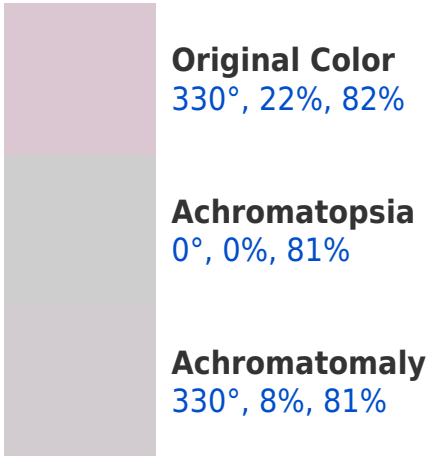 Original Color
330°, 22%, 82%
Achromatopsia
0°, 0%, 81%
Achromatomaly
330°, 8%, 81%